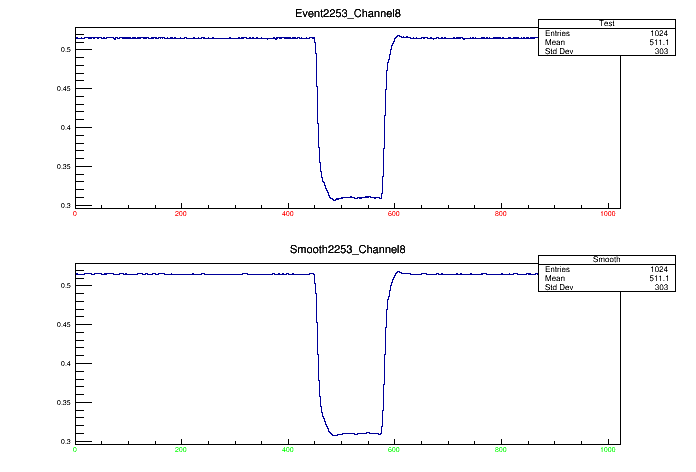 Event2253_Channel8
Test
Entries 1024
Mean 511.1
Std Dev 303
0.5
0.45
0.4
0.35
0.3
0 200 400 600 800 1000
Smooth2253_Channel8
Smooth
Entries 1024
Mean 511.1
Std Dev 303
0.5
0.45
0.4
0.35
0.3
0 200 400 600 800 1000